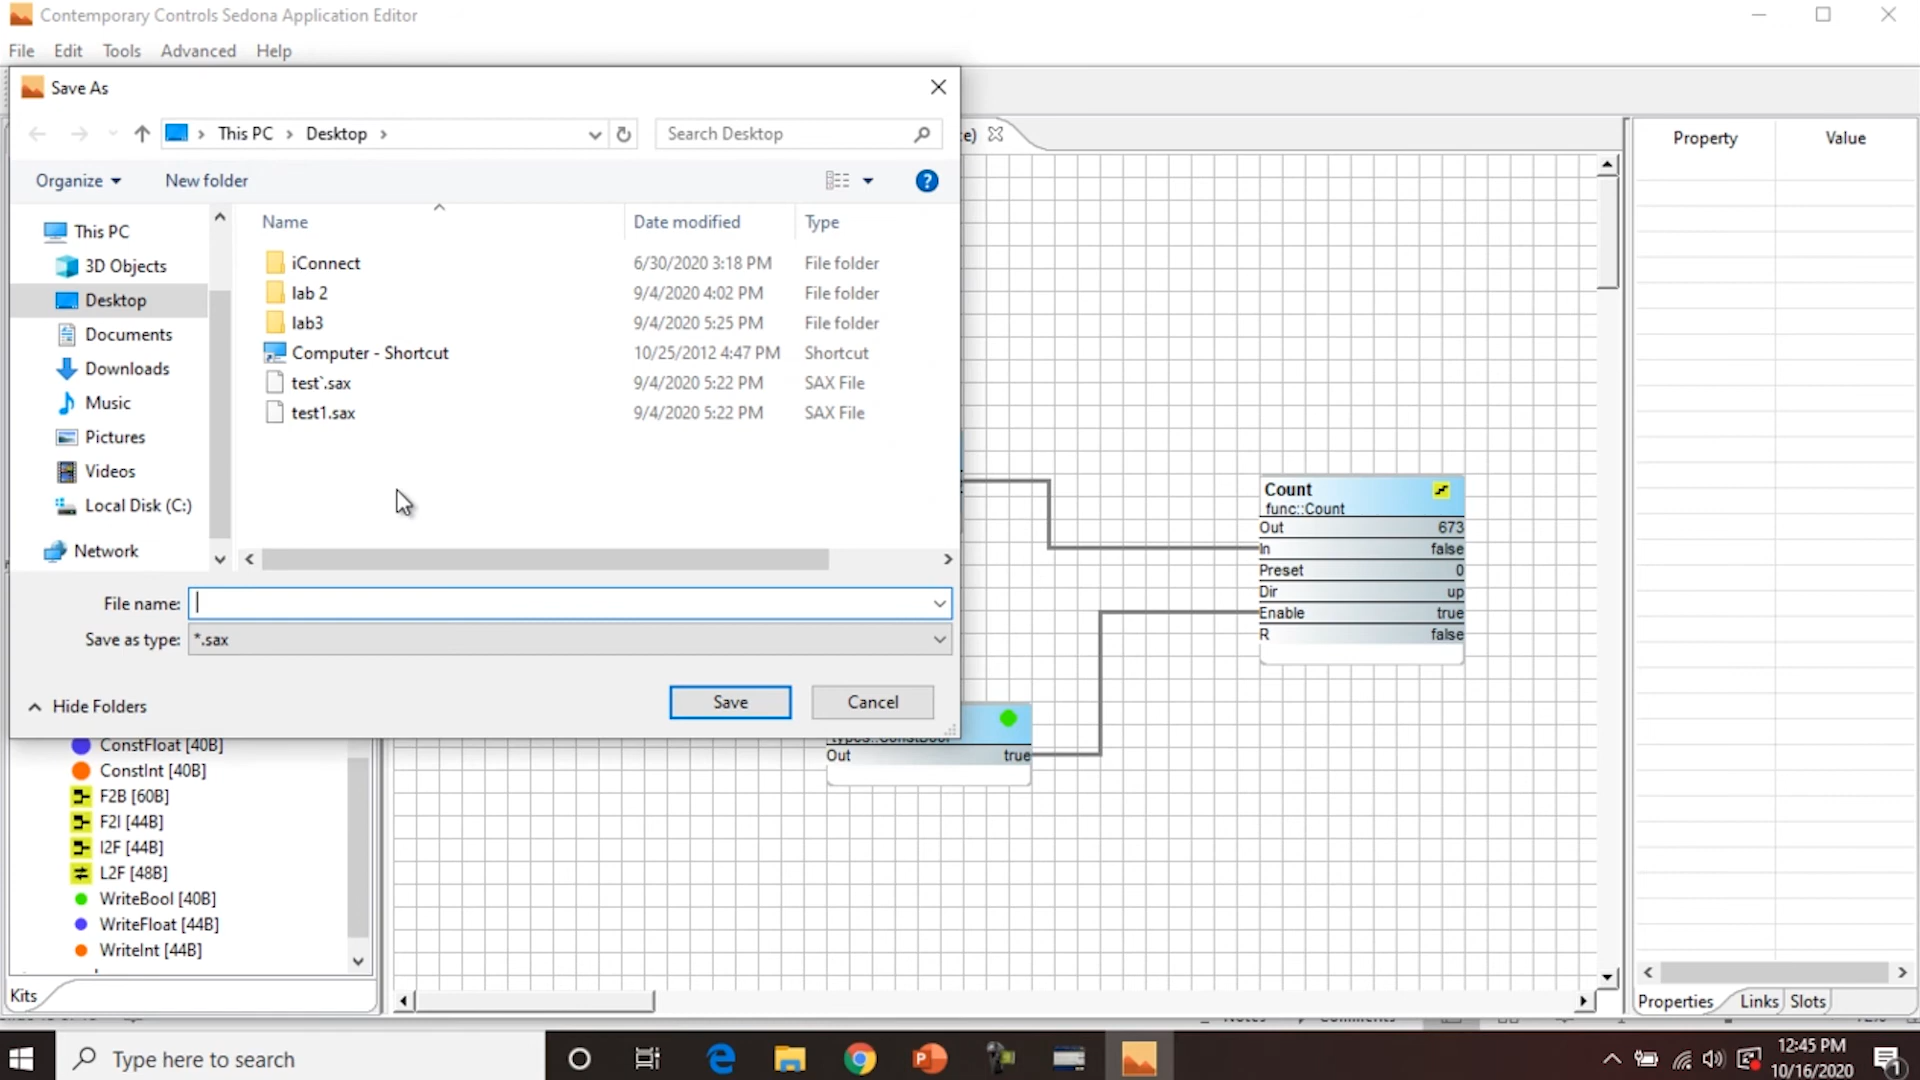 Contemporary Controls Sedona Application Editor
File Edit Tools Advanced Help
Save As
This PC > Desktop >
Search Desktop
Organize New folder
Name Date modified Type
This PC
3D Objects
Desktop
Documents
Downloads
Music
Pictures
Videos
Local Disk (C:)
Network
iConnect 6/30/2020 3:18 PM File folder
lab 2 9/4/2020 4:02 PM File folder
lab3 9/4/2020 5:25 PM File folder
Computer - Shortcut 10/25/2012 4:47 PM Shortcut
test`.sax 9/4/2020 5:22 PM SAX File
test1.sax 9/4/2020 5:22 PM SAX File
File name:
Save as type: *.sax
Hide Folders
Save Cancel
e)
Property Value
Count
func::Count
Out 673
In false
Preset 0
Dir up
Enable true
R false
types::ConstBool
Out true
ConstFloat [40B]
ConstInt [40B]
F2B [60B]
F2I [44B]
I2F [44B]
L2F [48B]
WriteBool [40B]
WriteFloat [44B]
WriteInt [44B]
Kits
Properties Links Slots
Notes Comments
Type here to search
12:45 PM
10/16/2020
1